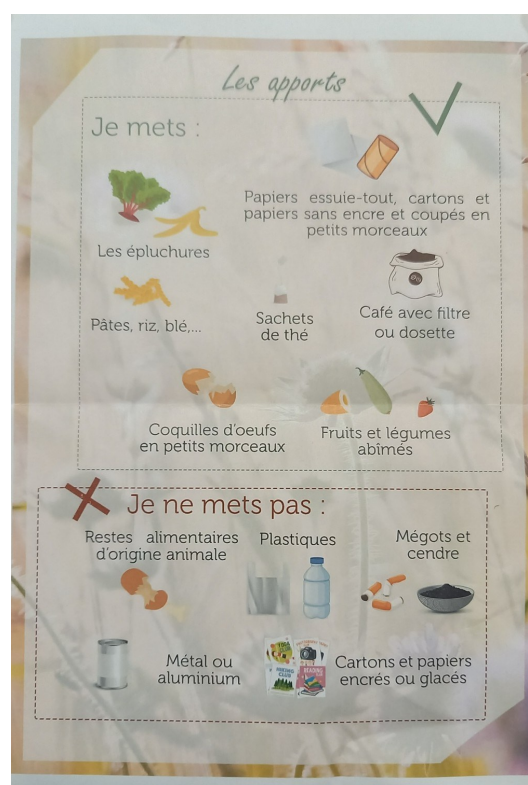 Les apports
Je mets :
Papiers essuie-tout, cartons et
papiers sans encre et coupés en
petits morceaux
Les épluchures
Pâtes, riz, blé,...
Sachets
de thé
Café avec filtre
ou dosette
Coquilles d'oeufs
en petits morceaux
Fruits et légumes
abîmés
Je ne mets pas :
Restes alimentaires
d'origine animale
Plastiques
Mégots et
cendre
Métal ou
aluminium
Cartons et papiers
encrés ou glacés